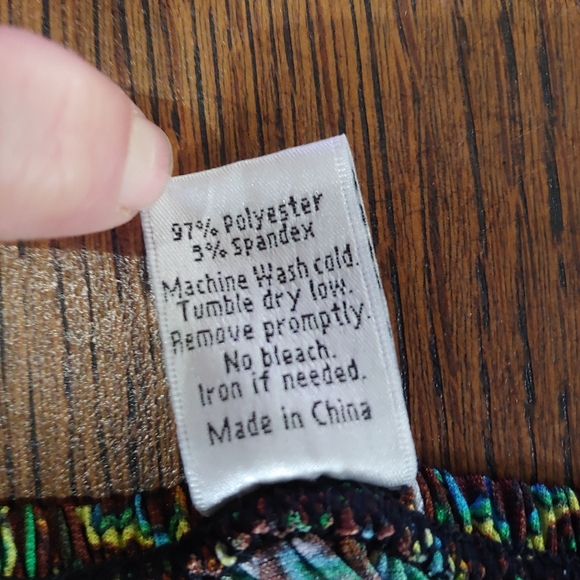 97% Polyester
3% Spandex
Machine Wash cold.
Tumble dry low.
Remove promptly.
No bleach.
Iron if needed.
Made in China